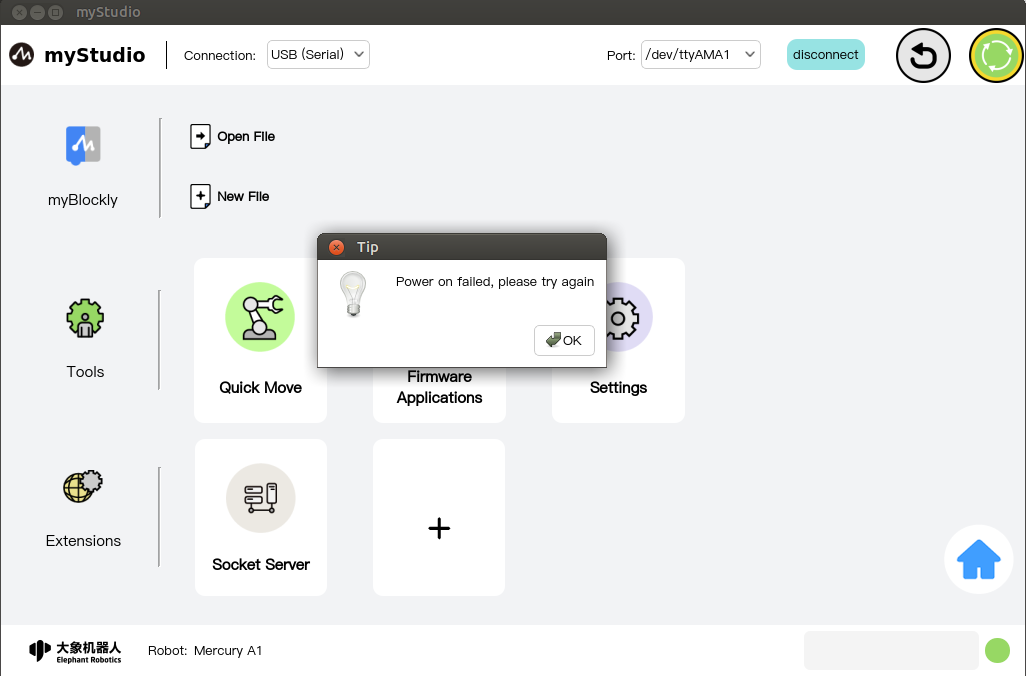 myStudio
myStudio
Connection:
USB (Serial)
Port:
/dev/ttyAMA1
disconnect
myBlockly
Open File
New File
Tip
Power on failed, please try again
OK
Tools
Quick Move
Firmware
Applications
Settings
Extensions
Socket Server
大象机器人
Elephant Robotics
Robot: Mercury A1